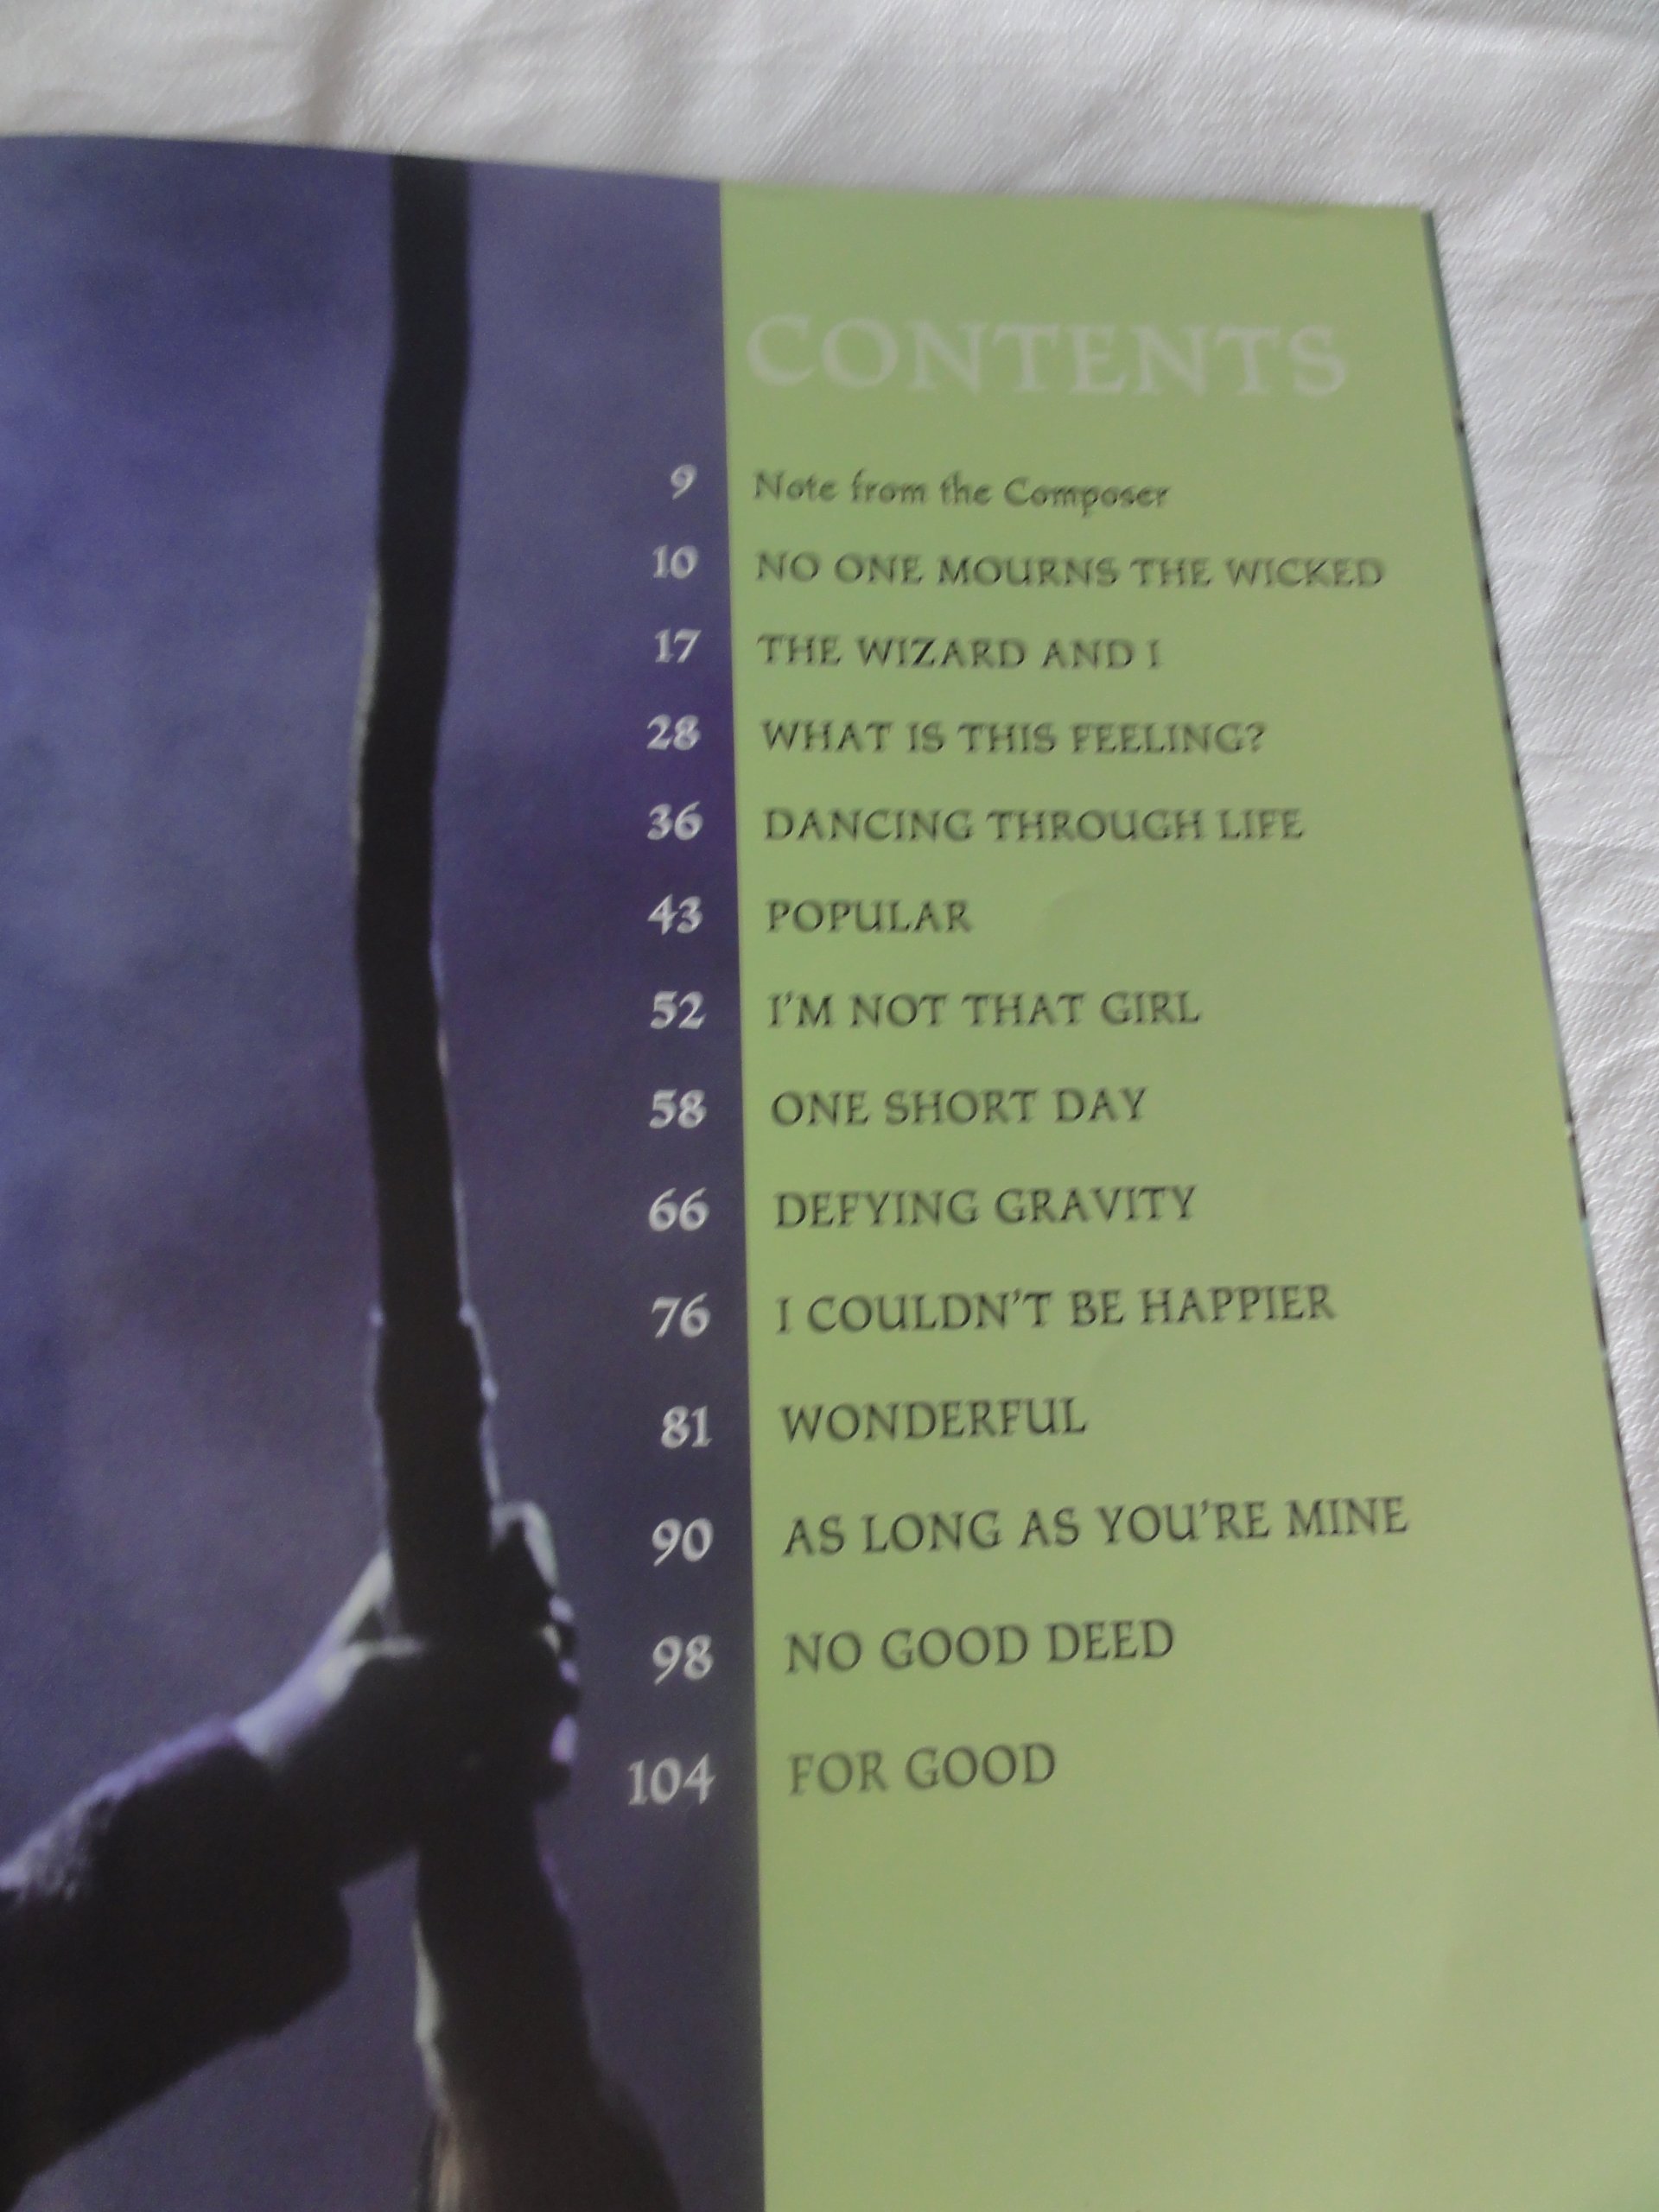 CONTENTS
9 Note from the Composer
10 NO ONE MOURNS THE WICKED
17 THE WIZARD AND I
28 WHAT IS THIS FEELING?
36 DANCING THROUGH LIFE
43 POPULAR
52 I'M NOT THAT GIRL
58 ONE SHORT DAY
66 DEFYING GRAVITY
76 I COULDN'T BE HAPPIER
81 WONDERFUL
90 AS LONG AS YOU'RE MINE
98 NO GOOD DEED
104 FOR GOOD